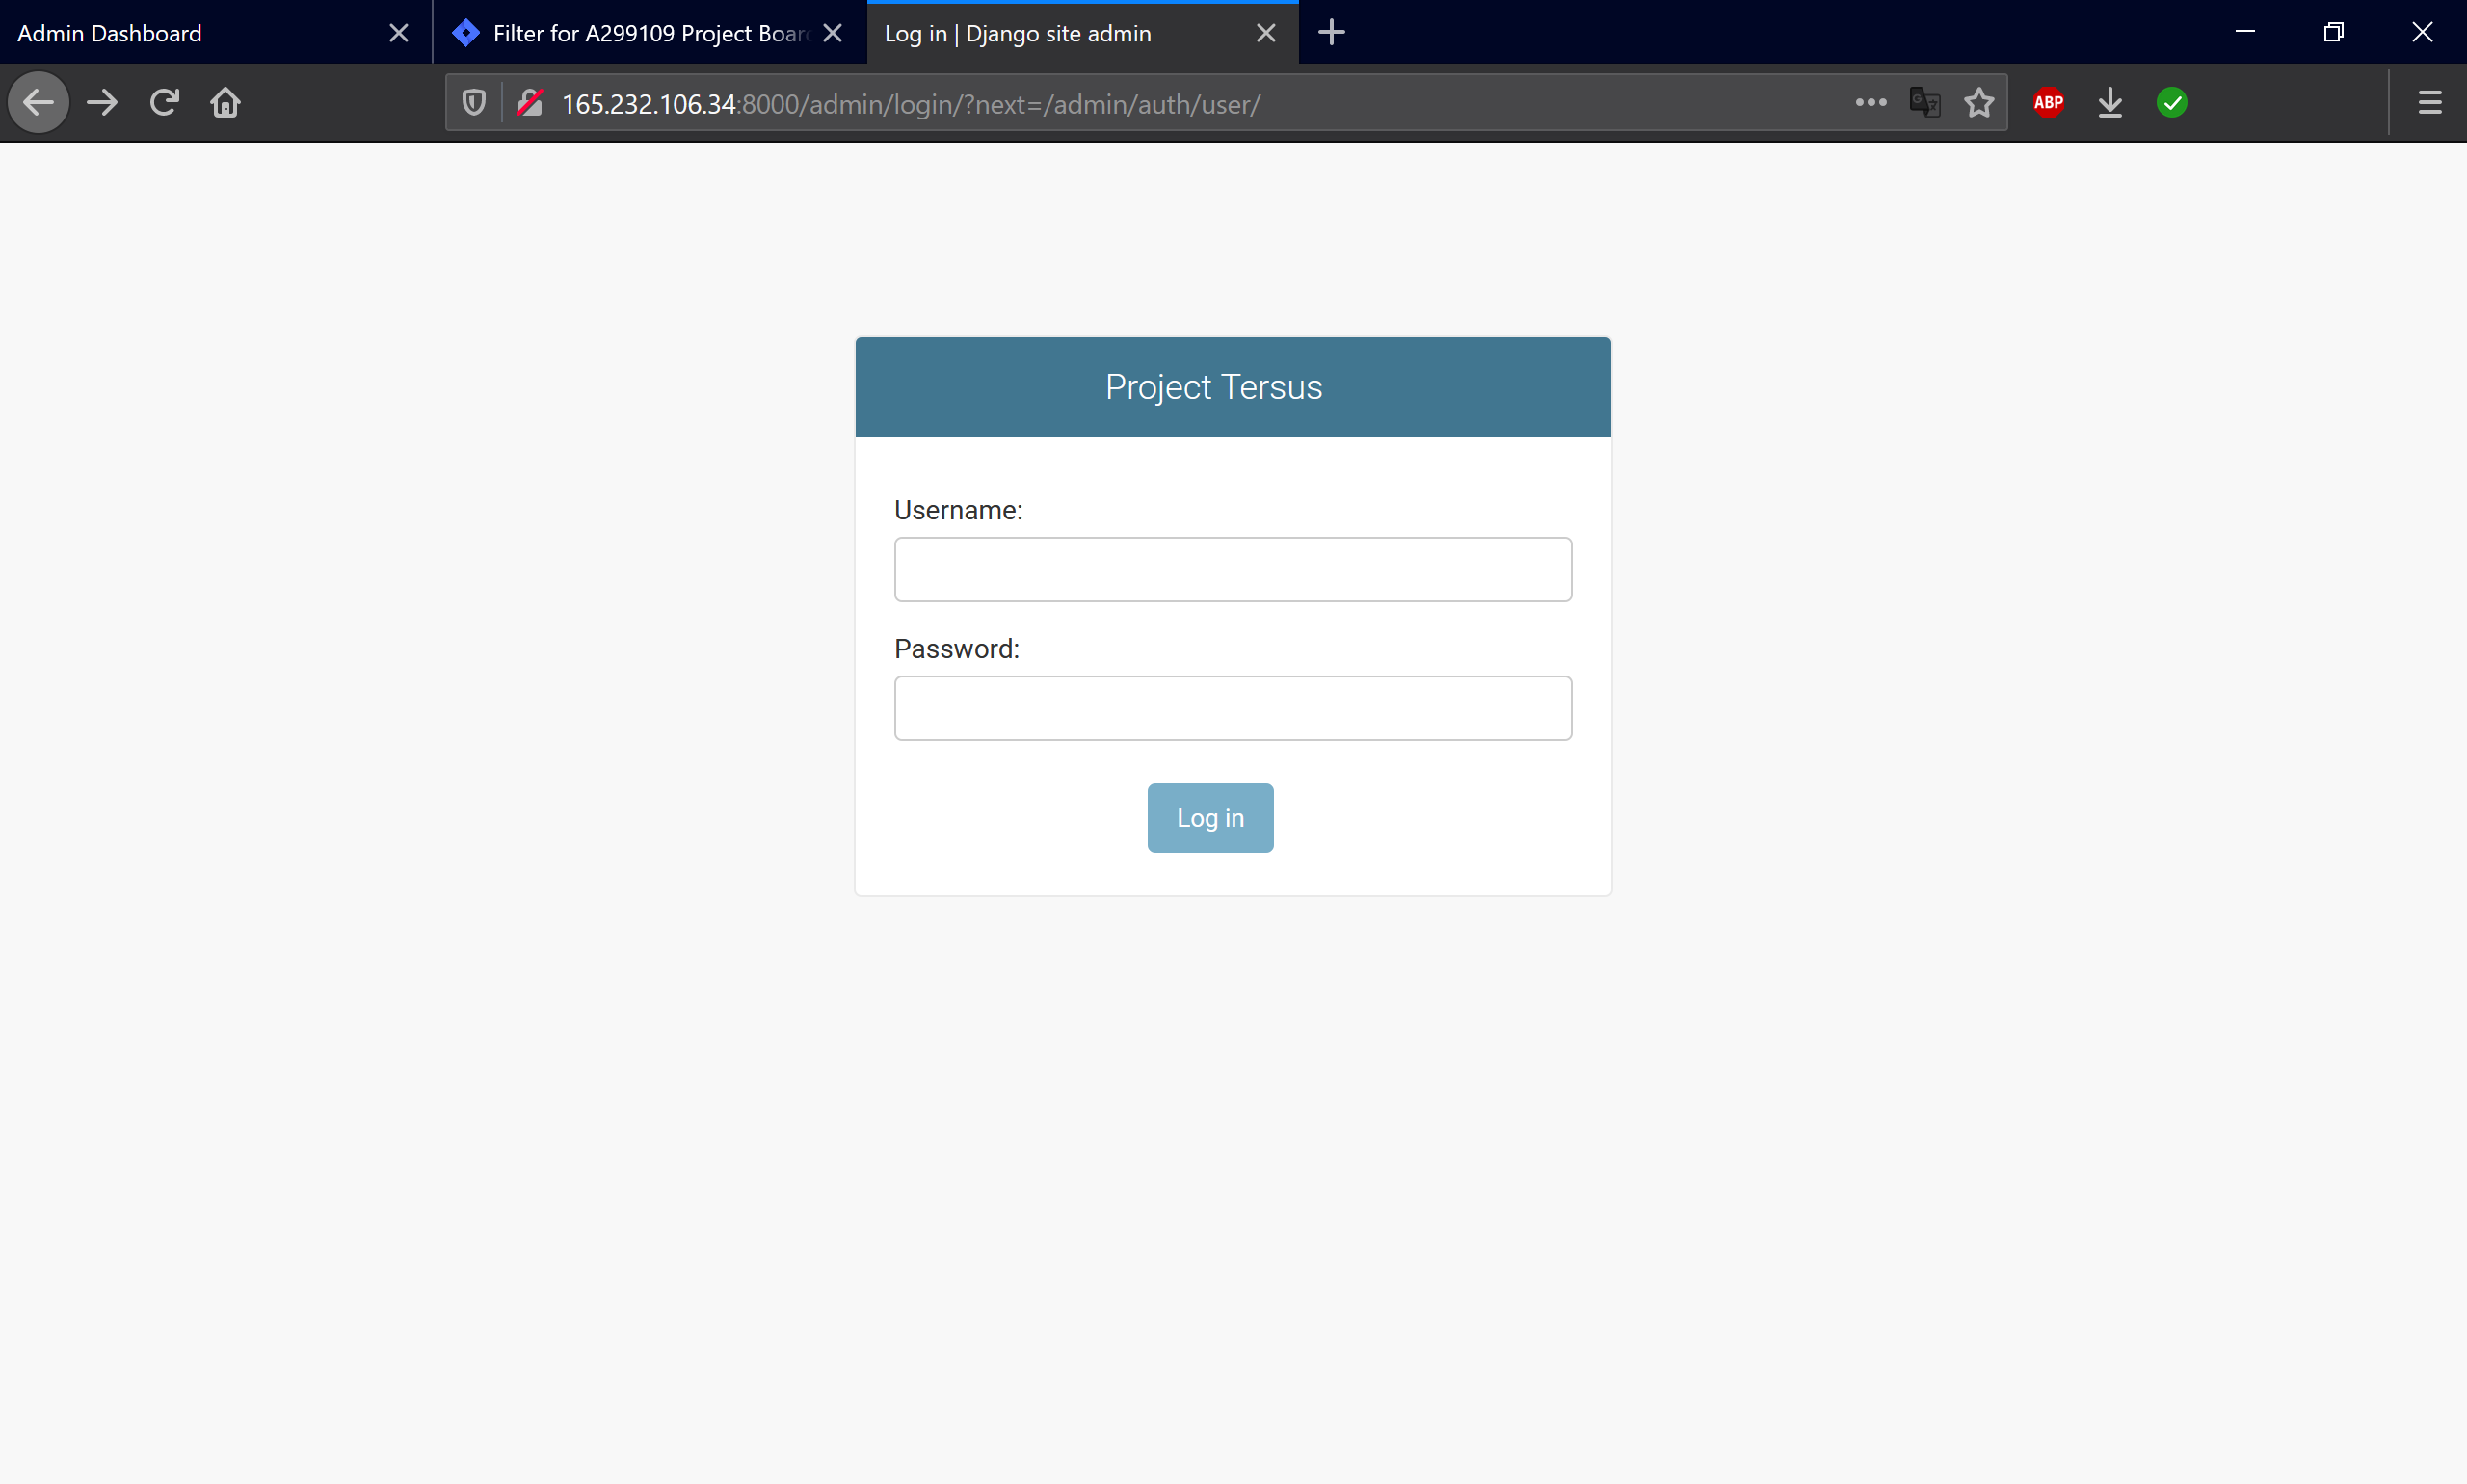 Admin Dashboard
Filter for A299109 Project Boar
Log in | Django site admin
165.232.106.34:8000/admin/login/?next=/admin/auth/user/
ABP
Project Tersus
Username:
Password:
Log in